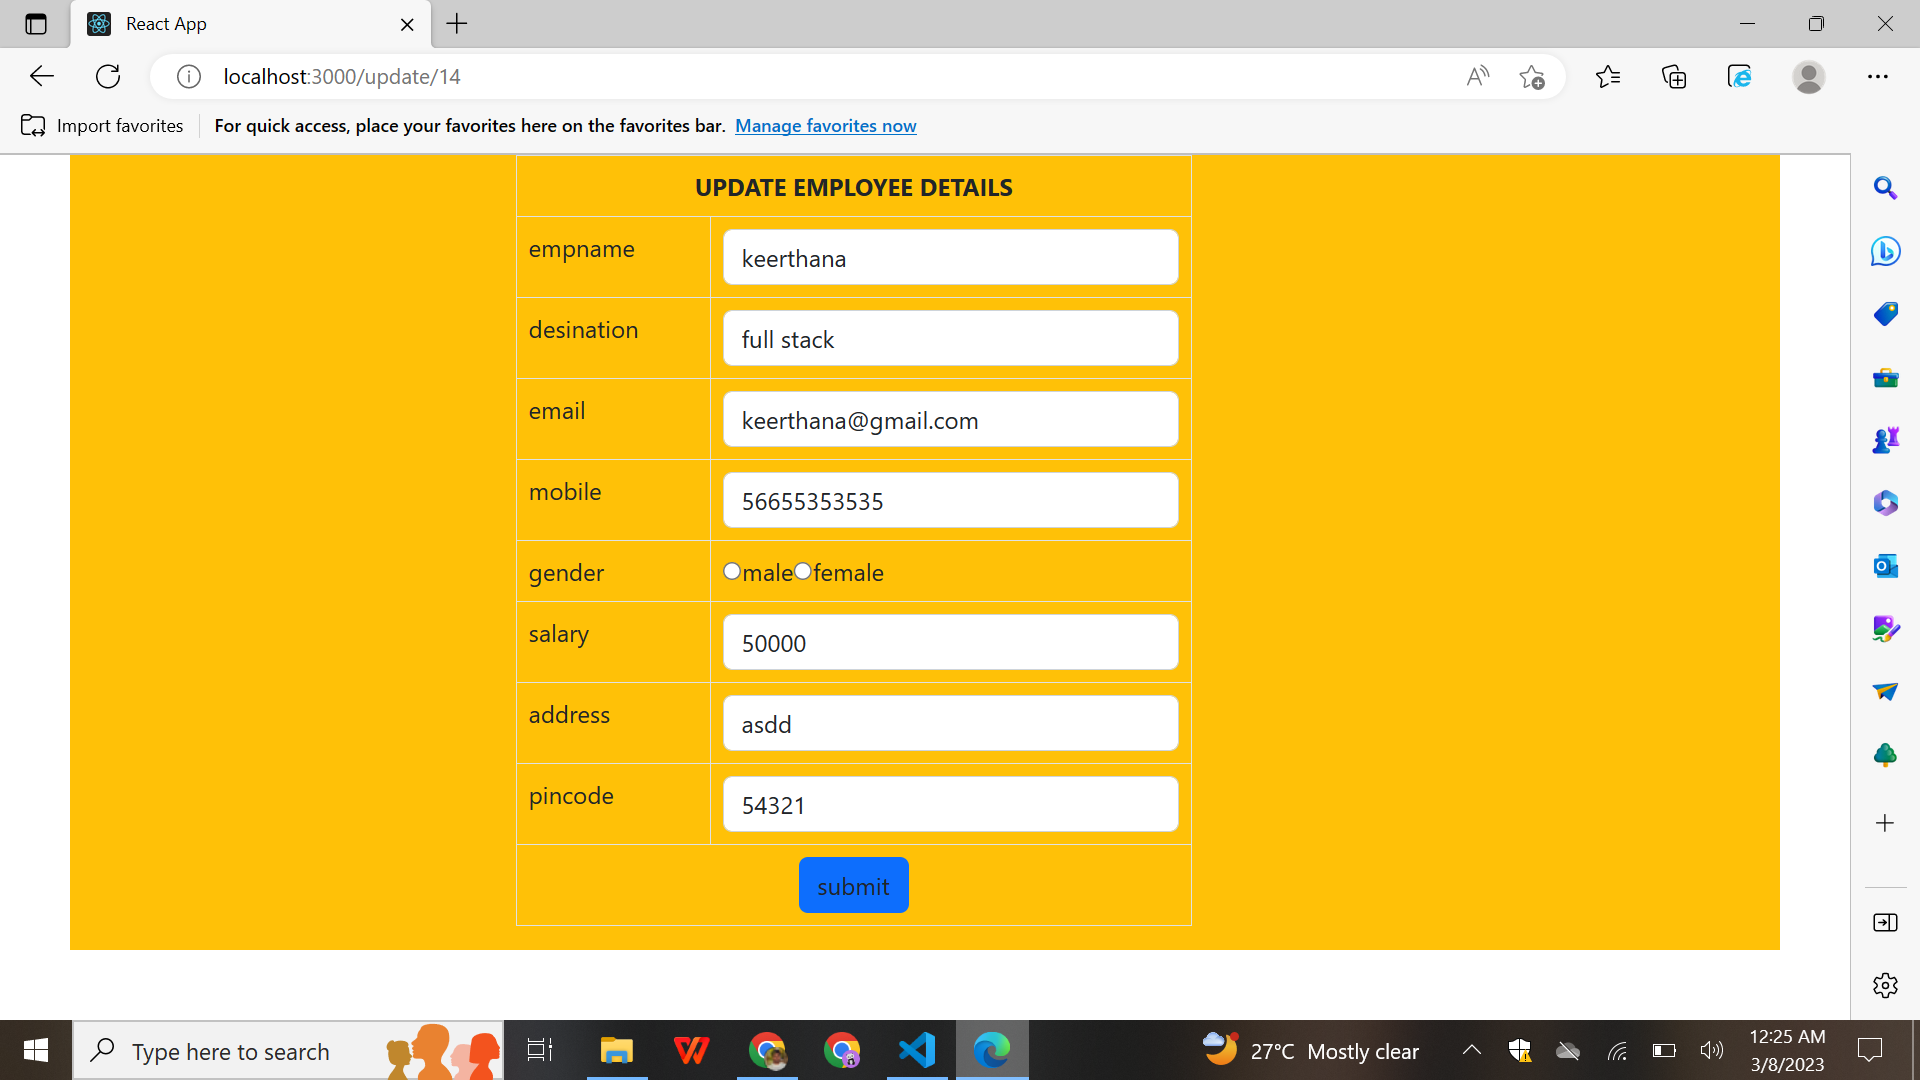 React App
localhost:3000/update/14
Import favorites
For quick access, place your favorites here on the favorites bar. Manage favorites now
UPDATE EMPLOYEE DETAILS
empname keerthana
desination full stack
email keerthana@gmail.com
mobile 56655353535
gender male female
salary 50000
address asdd
pincode 54321
submit
Type here to search
27°C Mostly clear
12:25 AM
3/8/2023